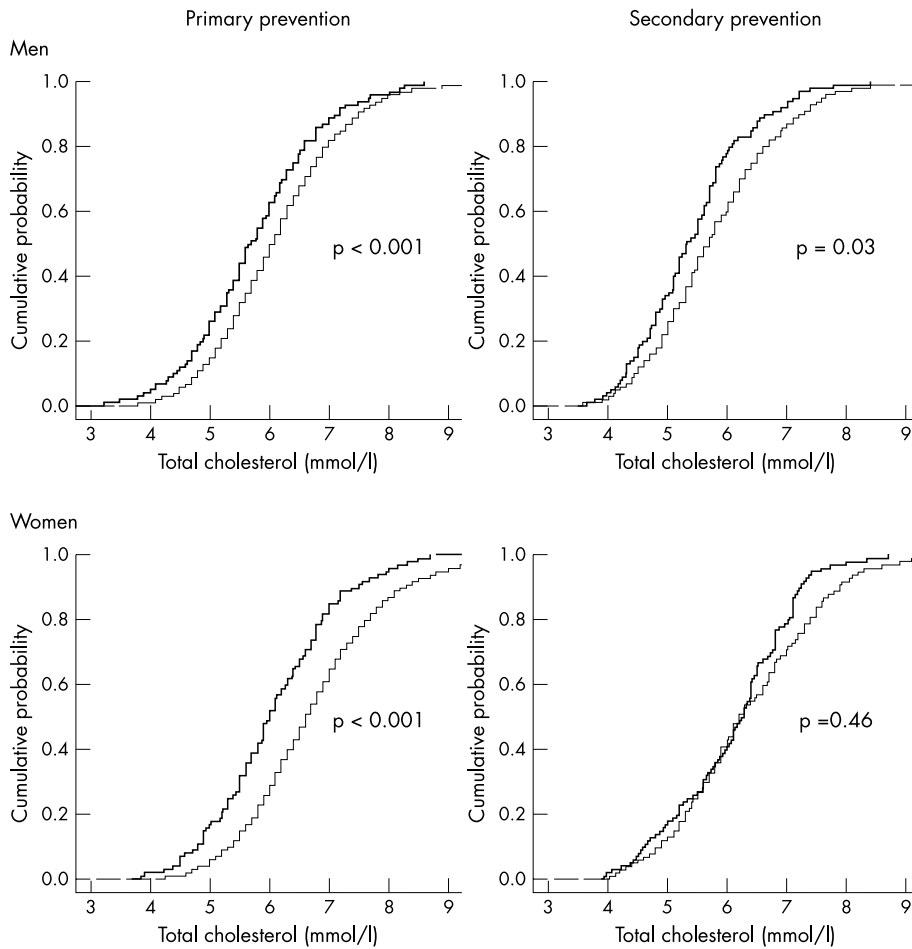 Primary prevention
Secondary prevention
Men
1.0
0.8
0.6
0.4
0.2
0.0
Cumulative probability
p < 0.001
3 4 5 6 7 8 9
Total cholesterol (mmol/l)
1.0
0.8
0.6
0.4
0.2
0.0
Cumulative probability
p = 0.03
3 4 5 6 7 8 9
Total cholesterol (mmol/l)
Women
1.0
0.8
0.6
0.4
0.2
0.0
Cumulative probability
p < 0.001
3 4 5 6 7 8 9
Total cholesterol (mmol/l)
1.0
0.8
0.6
0.4
0.2
0.0
Cumulative probability
p =0.46
3 4 5 6 7 8 9
Total cholesterol (mmol/l)